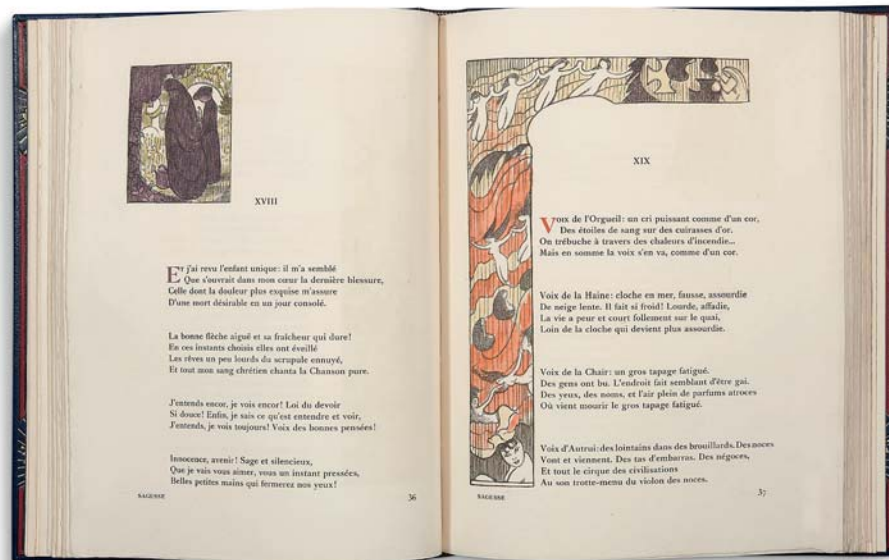 XVIII
Et j'ai revu l'enfant unique : il m'a semblé
Que s'ouvrait dans mon cœur la dernière blessure,
Celle dont la douleur plus exquise m'assure
D'une mort désirable en un jour consolé.
La bonne flèche aiguë et sa fraîcheur qui dure!
En ces instants choisis elles ont éveillé
Les rêves un peu lourds du scrupule ennuyé,
Et tout mon sang chrétien chanta la Chanson pure.
J'entends encor, je vois encor! Loi du devoir
Si douce! Enfin, je sais ce qu'est entendre et voir,
J'entends, je vois toujours! Voix des bonnes pensées!
Innocence, avenir! Sage et silencieux,
Que je vais vous aimer, vous un instant pressées,
Belles petites mains qui fermerez nos yeux!
SAGESSE 36
XIX
Voix de l'Orgueil : un cri puissant comme d'un cor,
Des étoiles de sang sur des cuirasses d'or.
On trébuche à travers des chaleurs d'incendie...
Mais en somme la voix s'en va, comme d'un cor.
Voix de la Haine : cloche en mer, fausse, assourdie
De neige lente. Il fait si froid! Lourde, affadie,
La vie a peur et court follement sur le quai,
Loin de la cloche qui devient plus assourdie.
Voix de la Chair : un gros tapage fatigué.
Des gens ont bu. L'endroit fait semblant d'être gai.
Des yeux, des noms, et l'air plein de parfums atroces
Où vient mourir le gros tapage fatigué.
Voix d'Autrui : des lointains dans des brouillards. Des noces
Vont et viennent. Des tas d'embarras. Des négoces,
Et tout le cirque des civilisations
Au son trotte-menu du violon des noces.
SAGESSE 37